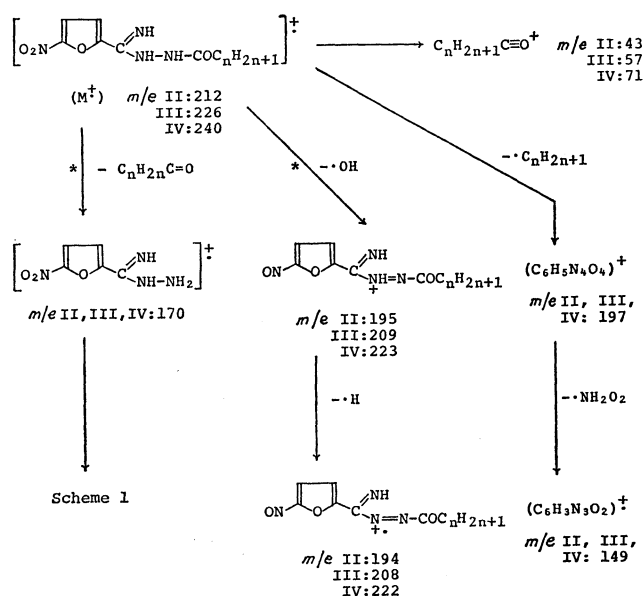 [O₂N–O–C(=NH)–NH–NH–COCnH2n+1]+·
CnH2n+1C≡O+ m/e II:43
III:57
IV:71
(M+·) m/e II:212
III:226
IV:240
* – CnH2nC=O
* –·OH
–·CnH2n+1
[O₂N–O–C(=NH)–NH–NH₂]+·
m/e II,III,IV:170
ON–O–C(=NH)–NH=N–COCnH2n+1
+
m/e II:195
III:209
IV:223
(C₆H₅N₄O₄)+
m/e II, III,
IV: 197
–·H
–·NH₂O₂
Scheme 1
ON–O–C(=NH)–N=N–COCnH2n+1
+·
m/e II:194
III:208
IV:222
(C₆H₃N₃O₂)+·
m/e II, III,
IV: 149